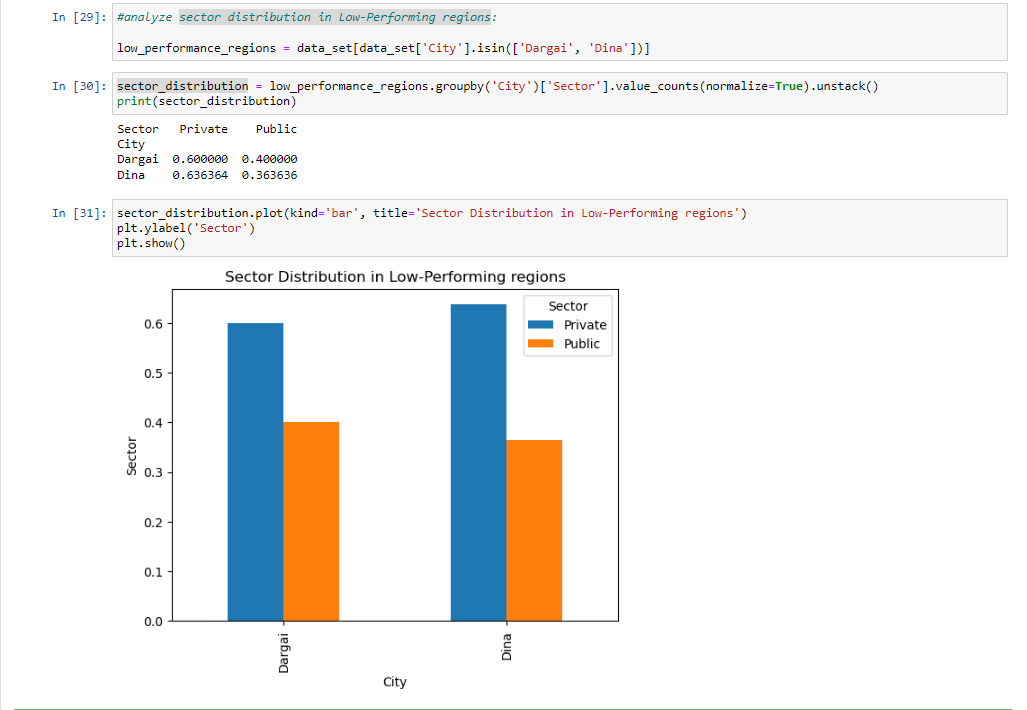 In [29]: #analyze sector distribution in Low-Performing regions:
low_performance_regions = data_set[data_set['City'].isin(['Dargai', 'Dina'])]
In [30]: sector_distribution = low_performance_regions.groupby('City')['Sector'].value_counts(normalize=True).unstack()
print(sector_distribution)
Sector Private Public
City
Dargai 0.600000 0.400000
Dina 0.636364 0.363636
In [31]: sector_distribution.plot(kind='bar', title='Sector Distribution in Low-Performing regions')
plt.ylabel('Sector')
plt.show()
Sector Distribution in Low-Performing regions
Sector
Private
Public
0.6
0.5
0.4
0.3
0.2
0.1
0.0
Sector
Dargai
Dina
City